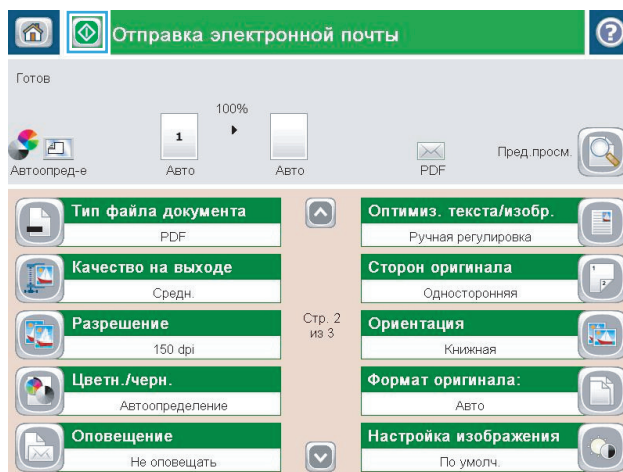 Отправка электронной почты
?
Готов
100%
1
Автоопред-е
Авто
Авто
PDF
Пред.просм.
Тип файла документа
PDF
Качество на выходе
Средн.
Разрешение
150 dpi
Цветн./черн.
Автоопределение
Оповещение
Не оповещать
Стр. 2
из 3
Оптимиз. текста/изобр.
Ручная регулировка
Сторон оригинала
1
2
Односторонняя
Ориентация
Книжная
Формат оригинала:
Авто
Настройка изображения
По умолч.